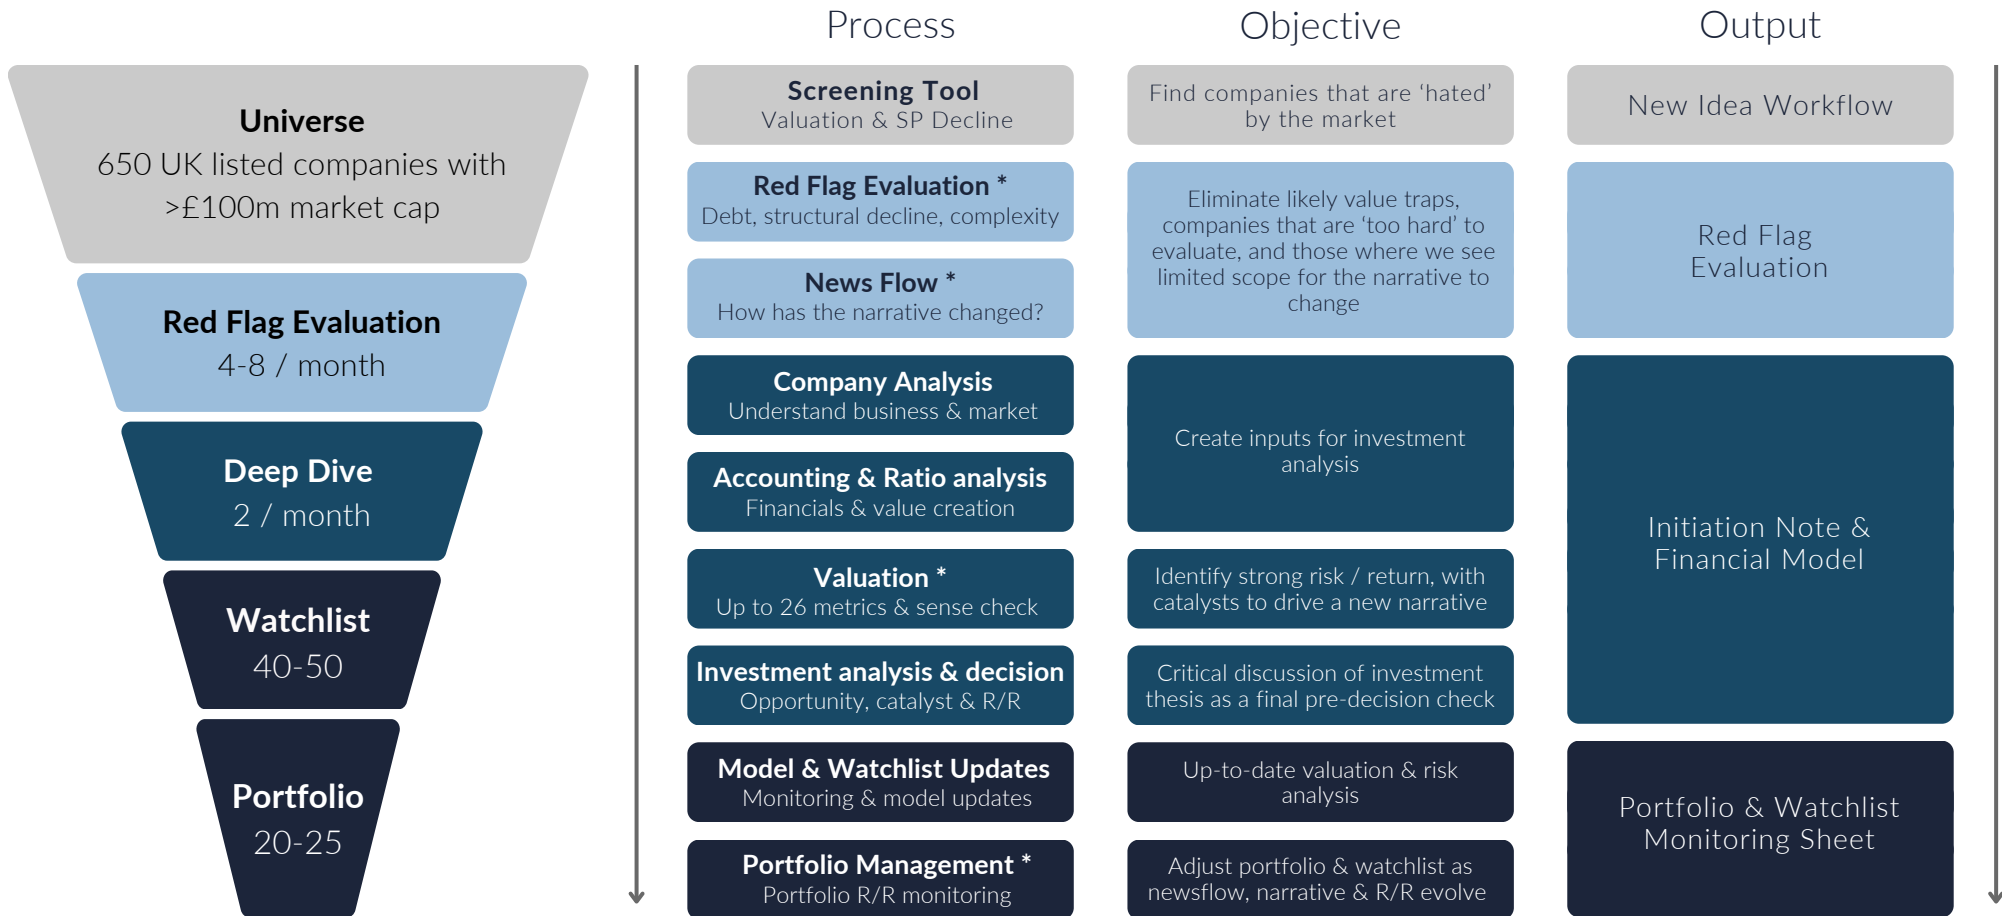 Process
Objective
Output
Universe
650 UK listed companies with
>£100m market cap
Red Flag Evaluation
4-8 / month
Deep Dive
2 / month
Watchlist
40-50
Portfolio
20-25
Screening Tool
Valuation & SP Decline
Red Flag Evaluation *
Debt, structural decline, complexity
News Flow *
How has the narrative changed?
Company Analysis
Understand business & market
Accounting & Ratio analysis
Financials & value creation
Valuation *
Up to 26 metrics & sense check
Investment analysis & decision
Opportunity, catalyst & R/R
Model & Watchlist Updates
Monitoring & model updates
Portfolio Management *
Portfolio R/R monitoring
Find companies that are ‘hated’
by the market
Eliminate likely value traps,
companies that are ‘too hard’ to
evaluate, and those where we see
limited scope for the narrative to
change
Create inputs for investment
analysis
Identify strong risk / return, with
catalysts to drive a new narrative
Critical discussion of investment
thesis as a final pre-decision check
Up-to-date valuation & risk
analysis
Adjust portfolio & watchlist as
newsflow, narrative & R/R evolve
New Idea Workflow
Red Flag
Evaluation
Initiation Note &
Financial Model
Portfolio & Watchlist
Monitoring Sheet